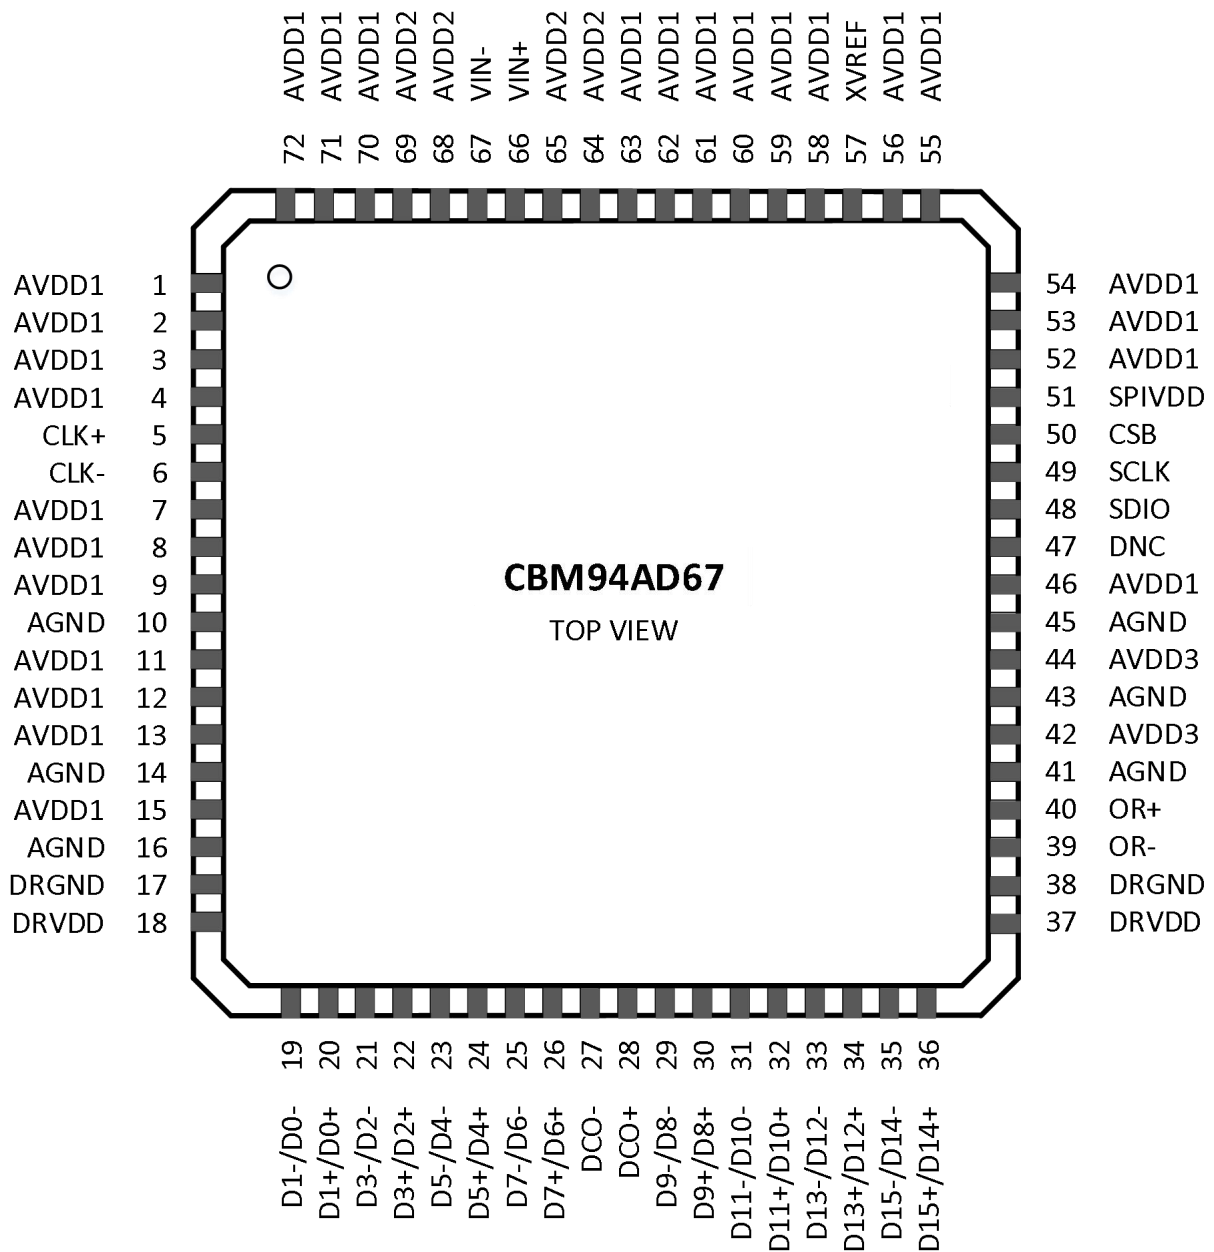 72 AVDD1
71 AVDD1
70 AVDD1
69 AVDD2
68 AVDD2
67 VIN-
66 VIN+
65 AVDD2
64 AVDD2
63 AVDD1
62 AVDD1
61 AVDD1
60 AVDD1
59 AVDD1
58 AVDD1
57 XVREF
56 AVDD1
55 AVDD1
AVDD1 1
AVDD1 2
AVDD1 3
AVDD1 4
CLK+ 5
CLK- 6
AVDD1 7
AVDD1 8
AVDD1 9
AGND 10
AVDD1 11
AVDD1 12
AVDD1 13
AGND 14
AVDD1 15
AGND 16
DRGND 17
DRVDD 18
CBM94AD67
TOP VIEW
54 AVDD1
53 AVDD1
52 AVDD1
51 SPIVDD
50 CSB
49 SCLK
48 SDIO
47 DNC
46 AVDD1
45 AGND
44 AVDD3
43 AGND
42 AVDD3
41 AGND
40 OR+
39 OR-
38 DRGND
37 DRVDD
D1-/D0- 19
D1+/D0+ 20
D3-/D2- 21
D3+/D2+ 22
D5-/D4- 23
D5+/D4+ 24
D7-/D6- 25
D7+/D6+ 26
DCO- 27
DCO+ 28
D9-/D8- 29
D9+/D8+ 30
D11-/D10- 31
D11+/D10+ 32
D13-/D12- 33
D13+/D12+ 34
D15-/D14- 35
D15+/D14+ 36